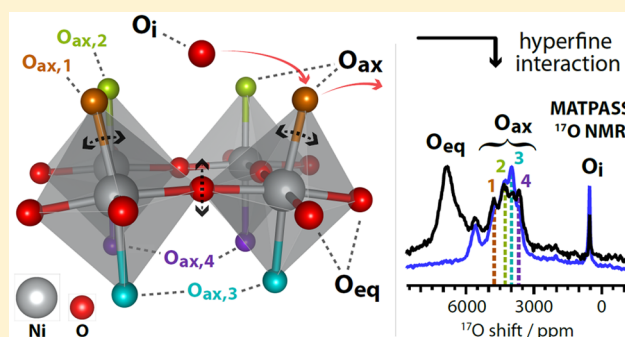 Oi
Oax,2
Oax,1
Oax
Oax,4
Oax,3
Oeq
Ni
O
hyperfine
interaction
MATPASS
17O NMR
Oax
Oeq
Oi
1
2
3
4
6000 3000 0
17O shift / ppm